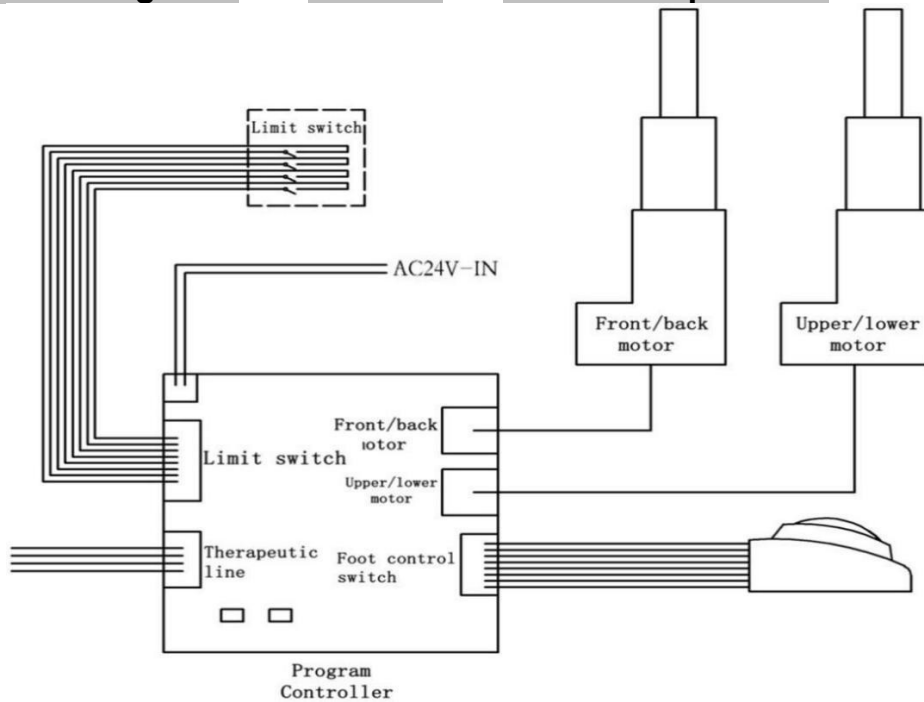 Limit switch
AC24V-IN
Front/back
motor
Upper/lower
motor
Front/back
otor
Limit switch
Upper/lower
motor
Therapeutic
line
Foot control
switch
Program
Controller